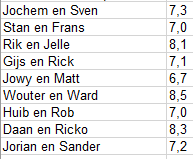 Jochem en Sven 7,3
Stan en Frans 7,0
Rik en Jelle 8,1
Gijs en Rick 7,1
Jowy en Matt 6,7
Wouter en Ward 8,5
Huib en Rob 7,0
Daan en Ricko 8,3
Jorian en Sander 7,2